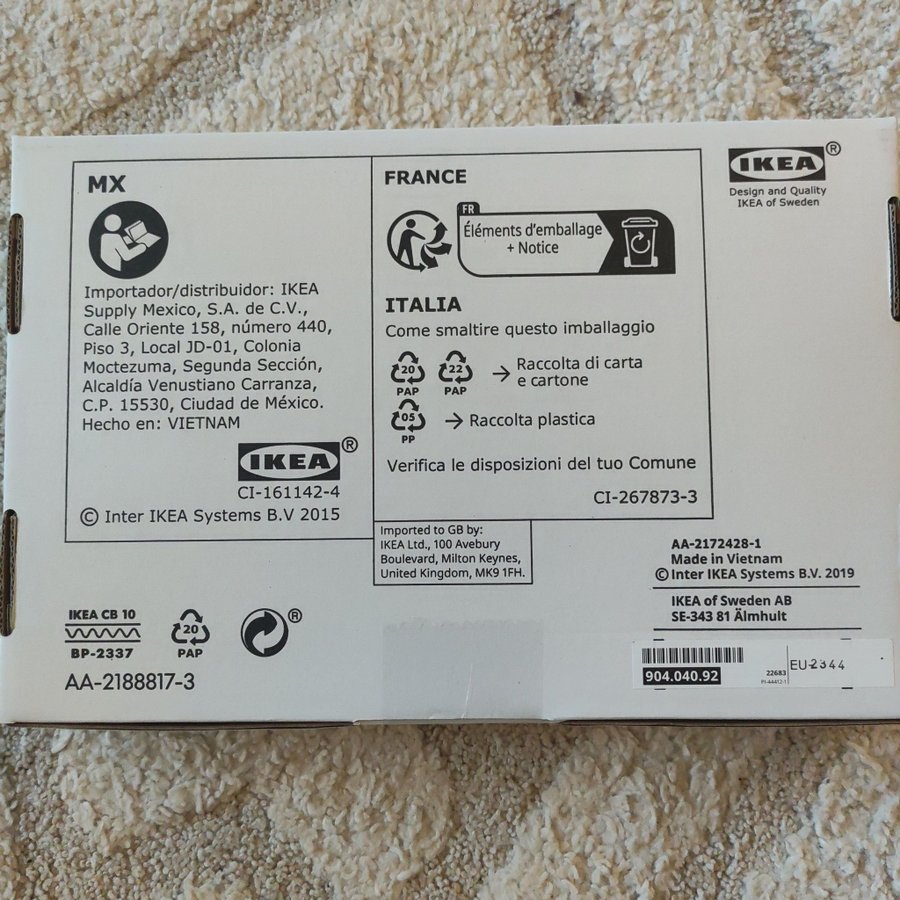 MX
Importador/distribuidor: IKEA
Supply Mexico, S.A. de C.V.,
Calle Oriente 158, número 440,
Piso 3, Local JD-01, Colonia
Moctezuma, Segunda Sección,
Alcaldía Venustiano Carranza,
C.P. 15530, Ciudad de México.
Hecho en: VIETNAM
IKEA®
CI-161142-4
© Inter IKEA Systems B.V 2015
FRANCE
FR
Éléments d’emballage
+ Notice
ITALIA
Come smaltire questo imballaggio
20
PAP
22
PAP
→ Raccolta di carta
e cartone
05
PP
→ Raccolta plastica
Verifica le disposizioni del tuo Comune
CI-267873-3
Imported to GB by:
IKEA Ltd., 100 Avebury
Boulevard, Milton Keynes,
United Kingdom, MK9 1FH.
IKEA®
Design and Quality
IKEA of Sweden
AA-2172428-1
Made in Vietnam
© Inter IKEA Systems B.V. 2019
IKEA of Sweden AB
SE-343 81 Älmhult
IKEA CB 10
BP-2337
20
PAP
®
AA-2188817-3
904.040.92
22683
PI-44412-1
EU-2344